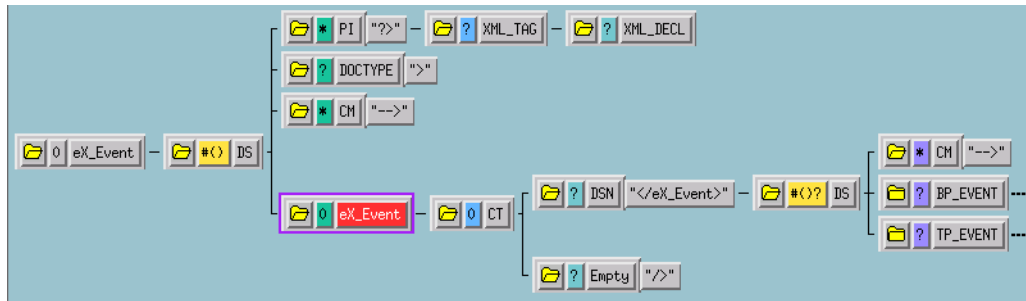 * PI "?>" ? XML_TAG ? XML_DECL
? DOCTYPE ">"
* CM "-->"
0 eX_Event #() DS * CM "-->"
? DSN "</eX_Event>" #()? DS ? BP_EVENT
0 eX_Event 0 CT
? TP_EVENT
? Empty "/>"